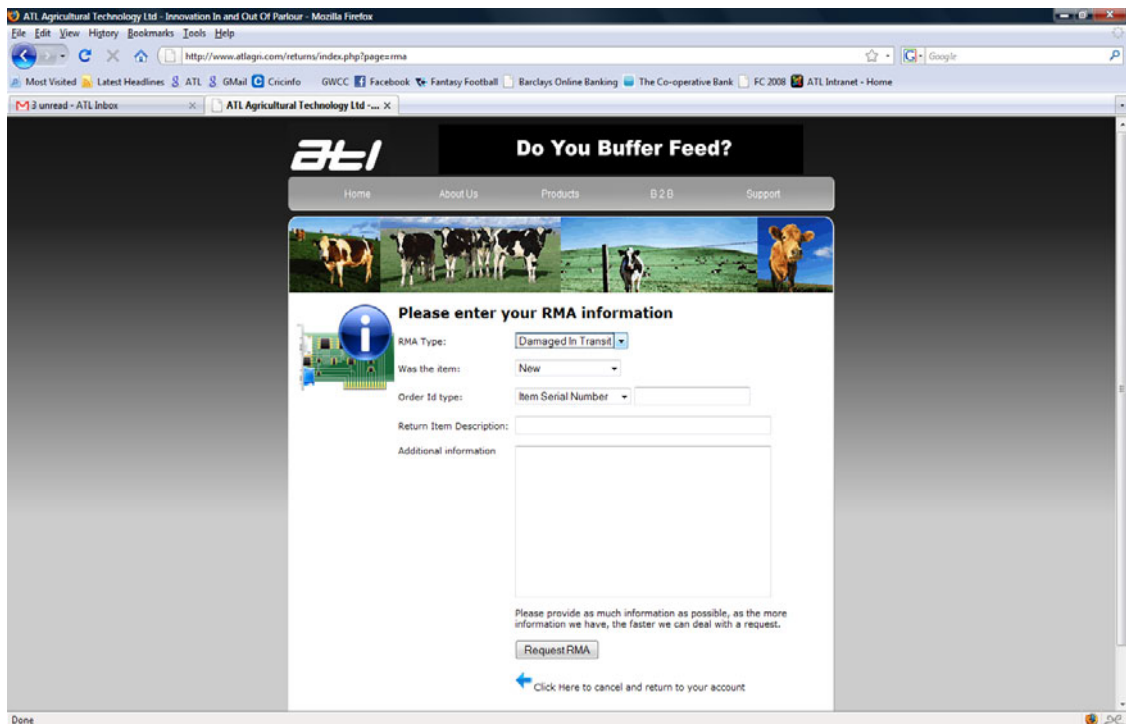 ATL Agricultural Technology Ltd - Innovation In and Out Of Parlour - Mozilla Firefox
File Edit View History Bookmarks Tools Help
http://www.atlagri.com/returns/index.php?page=rma
Google
Most Visited Latest Headlines ATL GMail Cricinfo GWCC Facebook Fantasy Football Barclays Online Banking The Co-operative Bank FC 2008 ATL Intranet - Home
3 unread - ATL Inbox ATL Agricultural Technology Ltd -...
atl Do You Buffer Feed?
Home About Us Products B 2 B Support
Please enter your RMA information
RMA Type: Damaged In Transit
Was the item: New
Order Id type: Item Serial Number
Return Item Description:
Additional information
Please provide as much information as possible, as the more
information we have, the faster we can deal with a request.
Request RMA
Click Here to cancel and return to your account
Done